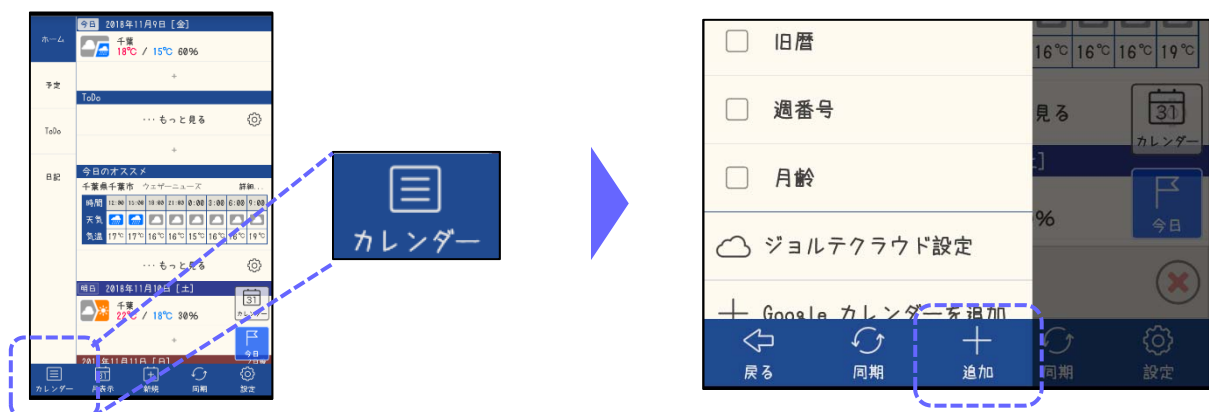 今日 2018年11月9日 [金]
ホーム
千葉
18℃ / 15℃ 60%
+
予定
ToDo
… もっと見る
ToDo
+
今日のオススメ
日記
千葉県千葉市 ウェザーニューズ 詳細...
時間 12:00 15:00 18:00 21:00 0:00 3:00 6:00 9:00
天気
気温 17℃ 17℃ 16℃ 16℃ 15℃ 16℃ 16℃ 19℃
… もっと見る
明日 2018年11月10日 [土]
千葉
22℃ / 18℃ 30%
31
カレンダー
+
今日
2018年11月11日 [日] 2日後
カレンダー 月表示 新規 同期 設定
カレンダー
旧暦
16℃ 16℃ 16℃ 19℃
週番号
見る
31
カレンダー
月齢
]
%
今日
ジョルテクラウド設定
Google カレンダーを追加
戻る 同期 追加 同期 設定